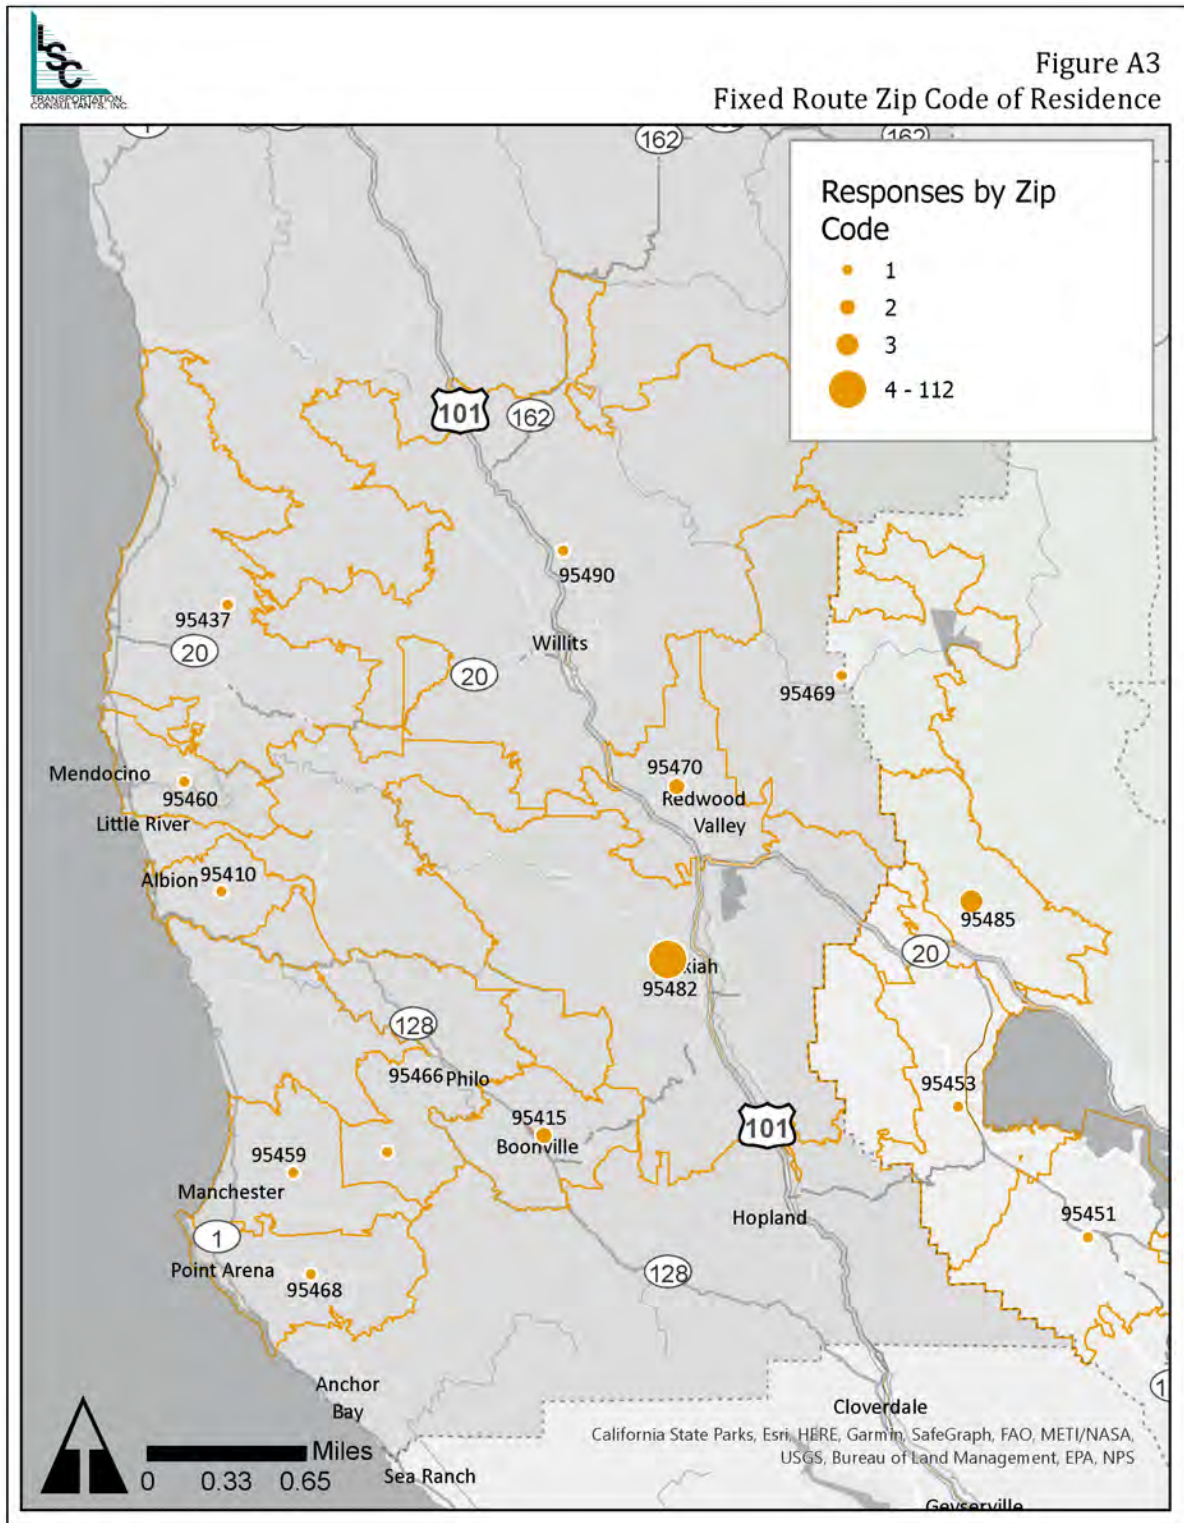 LSC
TRANSPORTATION
CONSULTANTS, INC.
Figure A3
Fixed Route Zip Code of Residence
1
162
162
Responses by Zip
Code
1
2
3
4 - 112
101
162
95490
95437
20
Willits
20
95469
Mendocino
95460
95470
Redwood
Valley
Little River
Albion 95410
95485
20
95482
128
95466 Philo
95453
95415
Boonville
101
95459
Manchester
1
Point Arena
95468
Hopland
128
95451
Anchor
Bay
Cloverdale
California State Parks, Esri, HERE, Garmin, SafeGraph, FAO, METI/NASA,
USGS, Bureau of Land Management, EPA, NPS
Miles
0 0.33 0.65
Sea Ranch
Geyserville